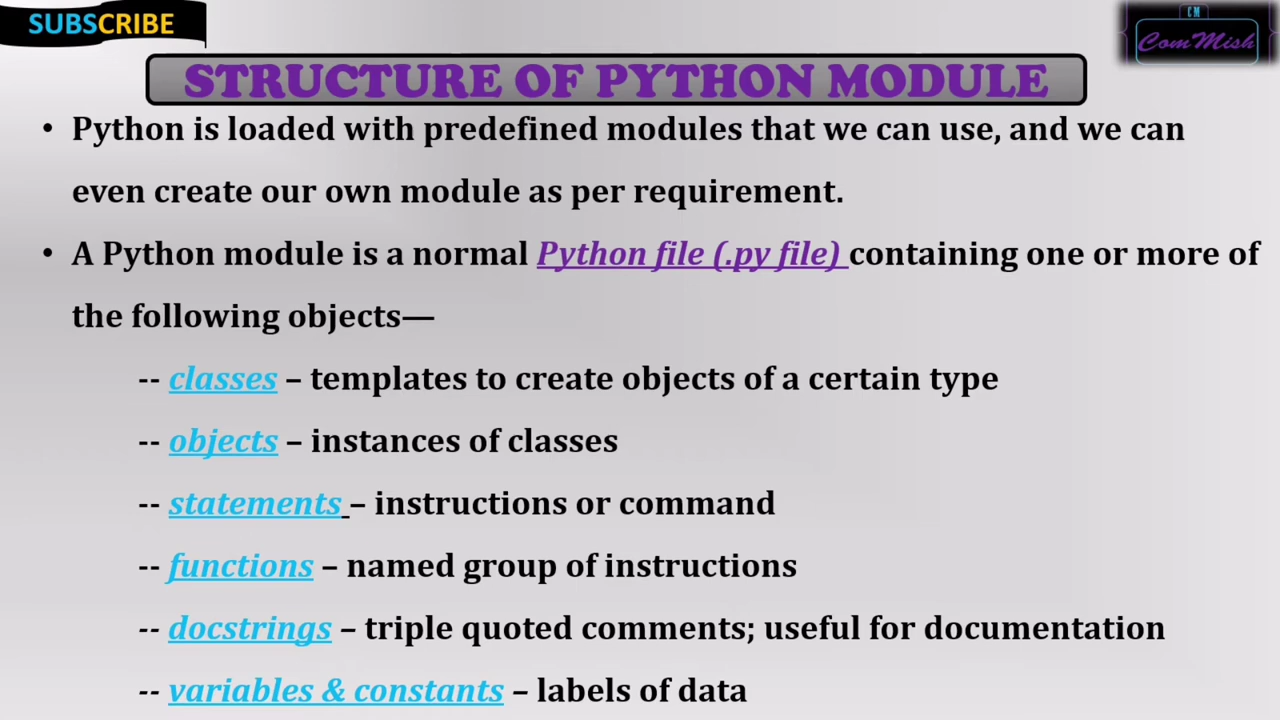 SUBSCRIBE
CM
ComMish
STRUCTURE OF PYTHON MODULE
• Python is loaded with predefined modules that we can use, and we can
even create our own module as per requirement.
• A Python module is a normal Python file (.py file) containing one or more of
the following objects—
-- classes – templates to create objects of a certain type
-- objects – instances of classes
-- statements – instructions or command
-- functions – named group of instructions
-- docstrings – triple quoted comments; useful for documentation
-- variables & constants – labels of data